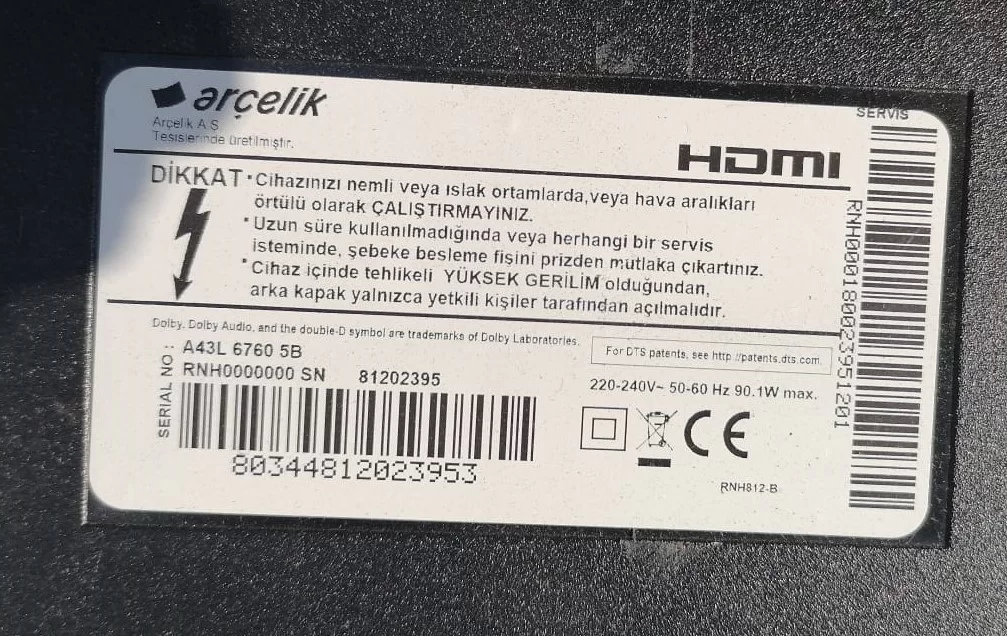 arçelik
Arçelik A.Ş.
Tesislerinde üretilmiştir.
HDMI
DİKKAT
• Cihazınızı nemli veya ıslak ortamlarda,veya hava aralıkları
örtülü olarak ÇALIŞTIRMAYINIZ.
• Uzun süre kullanılmadığında veya herhangi bir servis
isteminde, şebeke besleme fişini prizden mutlaka çıkartınız.
• Cihaz içinde tehlikeli YÜKSEK GERİLİM olduğundan,
arka kapak yalnızca yetkili kişiler tarafından açılmalıdır.
Dolby, Dolby Audio, and the double-D symbol are trademarks of Dolby Laboratories.
For DTS patents, see http://patents.dts.com.
A43L 6760 5B
RNH0000000 SN 81202395
220-240V~ 50-60 Hz 90.1W max.
SERIAL NO :
80344812023953
CE
RNH812-B
SERVIS
RNH000180023951201